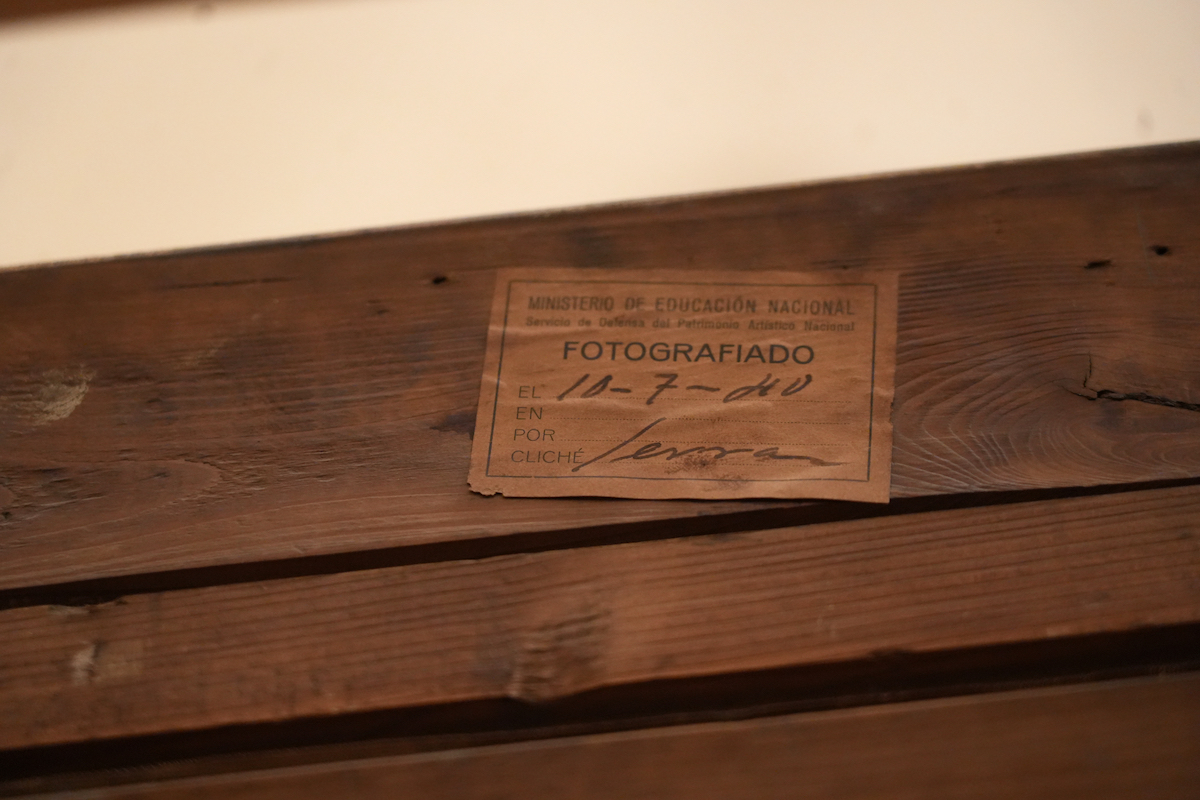 MINISTERIO DE EDUCACIÓN NACIONAL
Servicio de Defensa del Patrimonio Artístico Nacional
FOTOGRAFIADO
EL 10-7-40
EN
POR
CLICHÉ Serra